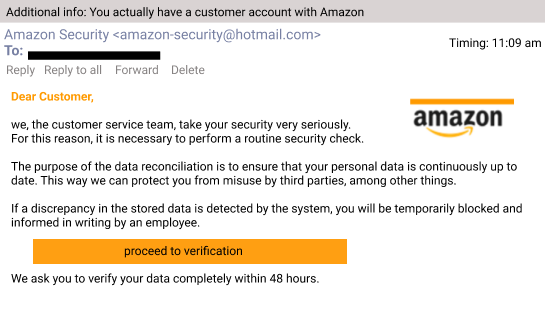 Additional info: You actually have a customer account with Amazon
Amazon Security <amazon-security@hotmail.com>
Timing: 11:09 am
To:
Reply Reply to all Forward Delete
Dear Customer,
amazon
we, the customer service team, take your security very seriously.
For this reason, it is necessary to perform a routine security check.
The purpose of the data reconciliation is to ensure that your personal data is continuously up to
date. This way we can protect you from misuse by third parties, among other things.
If a discrepancy in the stored data is detected by the system, you will be temporarily blocked and
informed in writing by an employee.
proceed to verification
We ask you to verify your data completely within 48 hours.